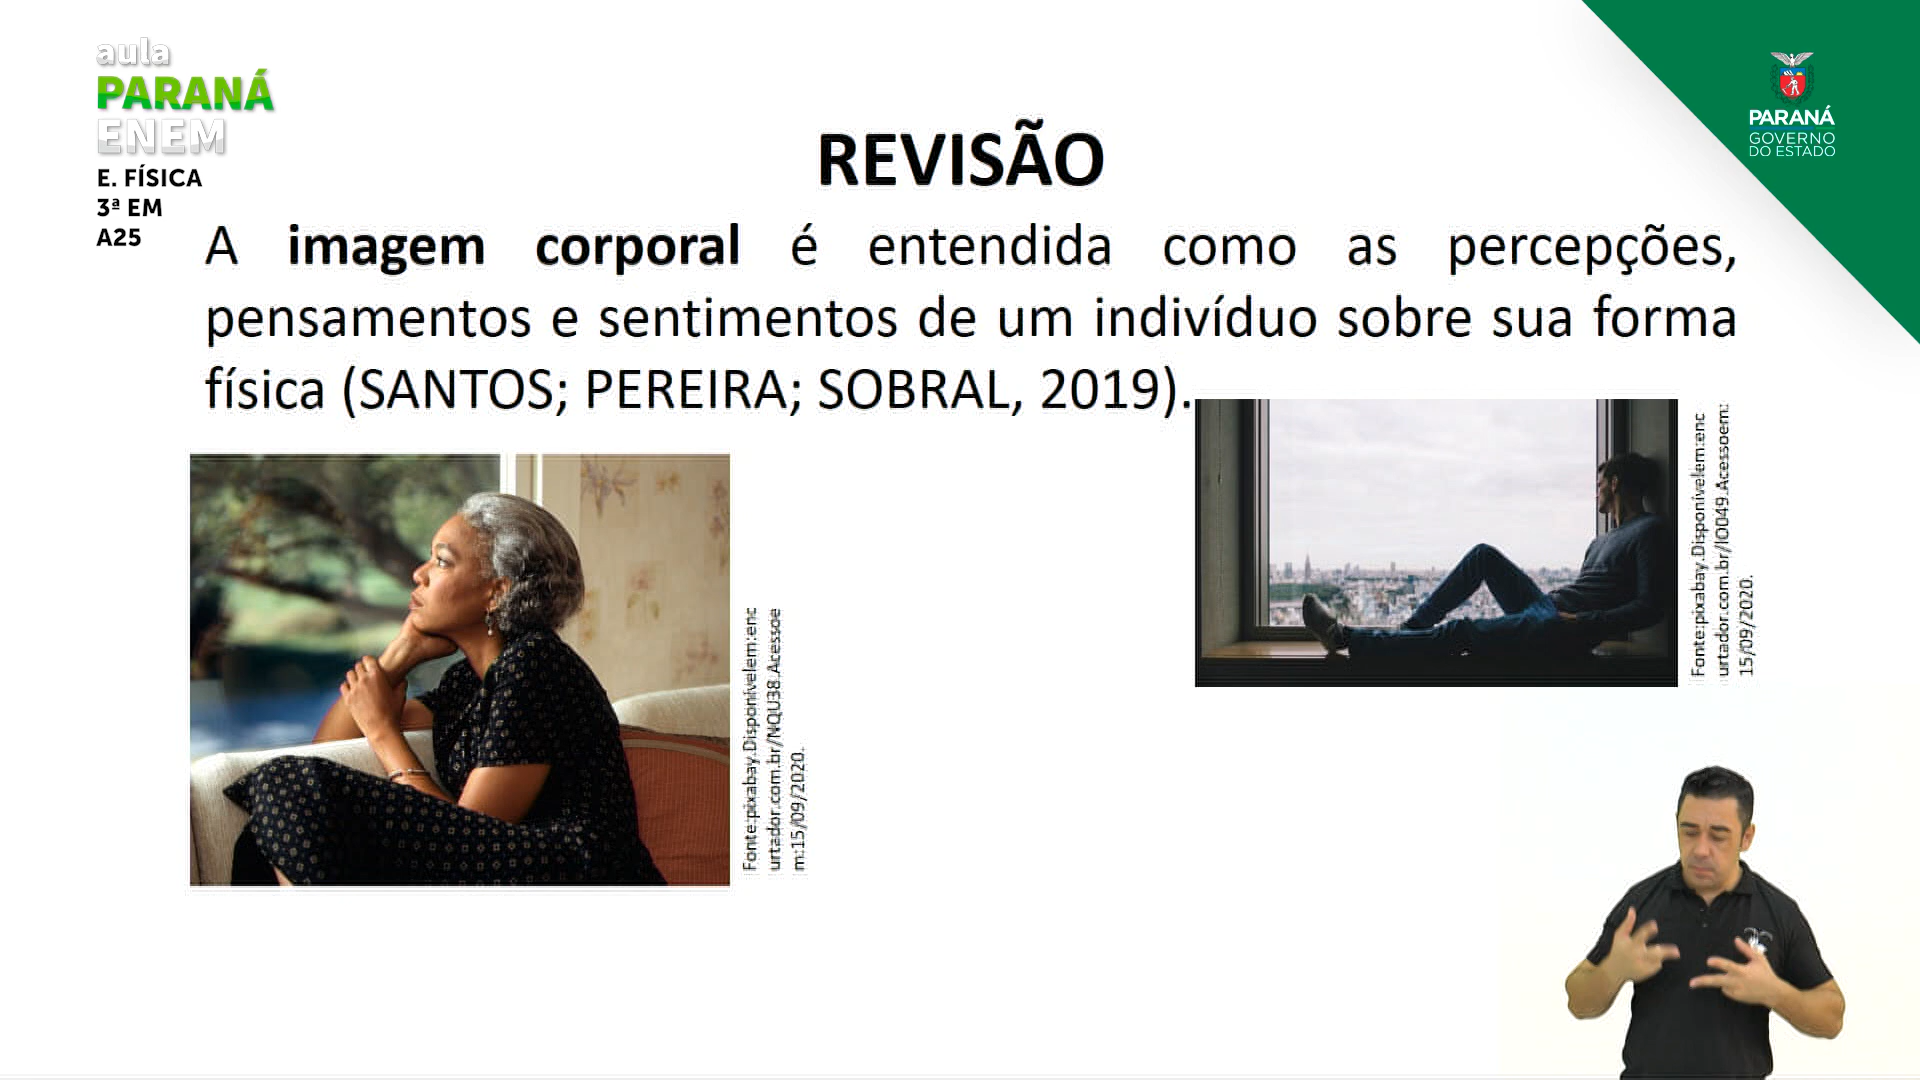 aula
PARANÁ
ENEM
E. FÍSICA
3ª EM
A25
PARANÁ
GOVERNO
DO ESTADO
REVISÃO
A imagem corporal é entendida como as percepções,
pensamentos e sentimentos de um indivíduo sobre sua forma
física (SANTOS; PEREIRA; SOBRAL, 2019).
Fonte:pixabay.Disponívelem:enc
urtador.com.br/NQU38.Acessoe
m:15/09/2020.
Fonte:pixabay.Disponívelem:enc
urtador.com.br/IO049.Acessoem:
15/09/2020.